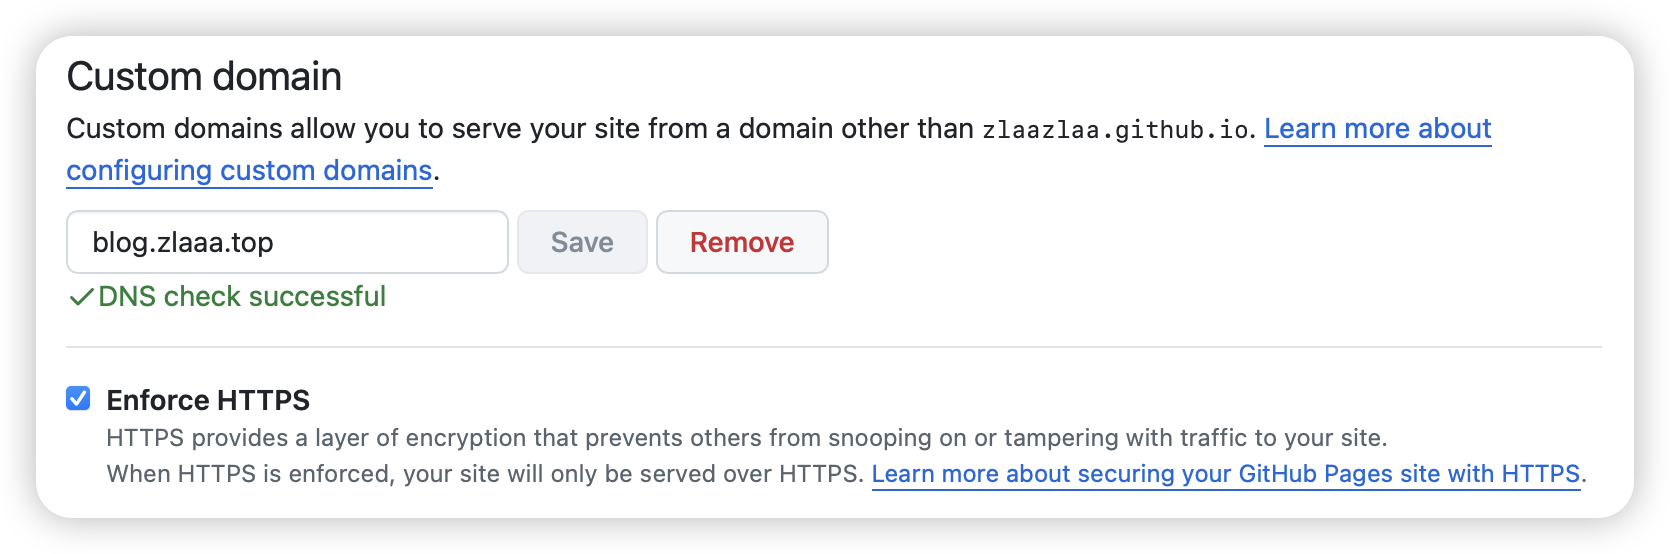 Custom domain
Custom domains allow you to serve your site from a domain other than zlaazlaa.github.io. Learn more about
configuring custom domains.
blog.zlaaa.top Save Remove
DNS check successful
Enforce HTTPS
HTTPS provides a layer of encryption that prevents others from snooping on or tampering with traffic to your site.
When HTTPS is enforced, your site will only be served over HTTPS. Learn more about securing your GitHub Pages site with HTTPS.